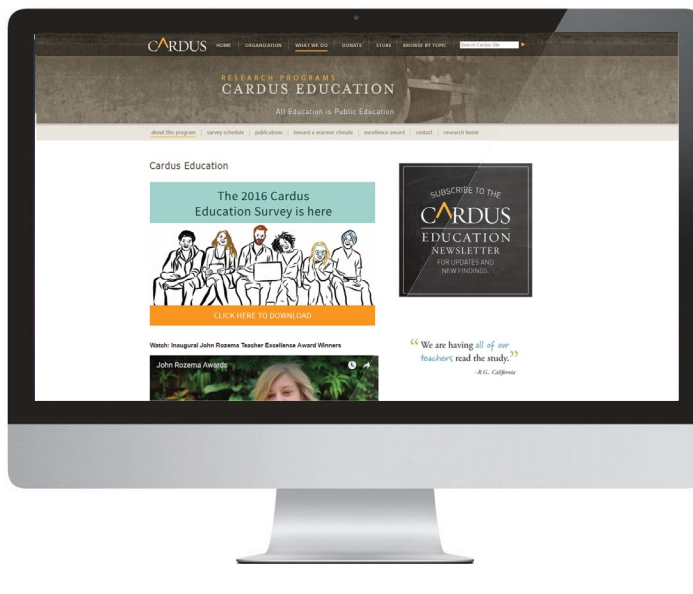 CARDUS HOME ORGANIZATION WHAT WE DO DONATE STORE BROWSE BY TOPIC Search Cardus Site
RESEARCH PROGRAMS
CARDUS EDUCATION
All Education is Public Education
about this program survey schedule publications toward a warmer climate excellence award contact research home
Cardus Education
The 2016 Cardus
Education Survey is here
CLICK HERE TO DOWNLOAD
Watch: Inaugural John Rozema Teacher Excellence Award Winners
John Rozema Awards
SUBSCRIBE TO THE
CARDUS
EDUCATION
NEWSLETTER
FOR UPDATES AND
NEW FINDINGS.
“We are having all of our
teachers read the study.”
–R.G., California